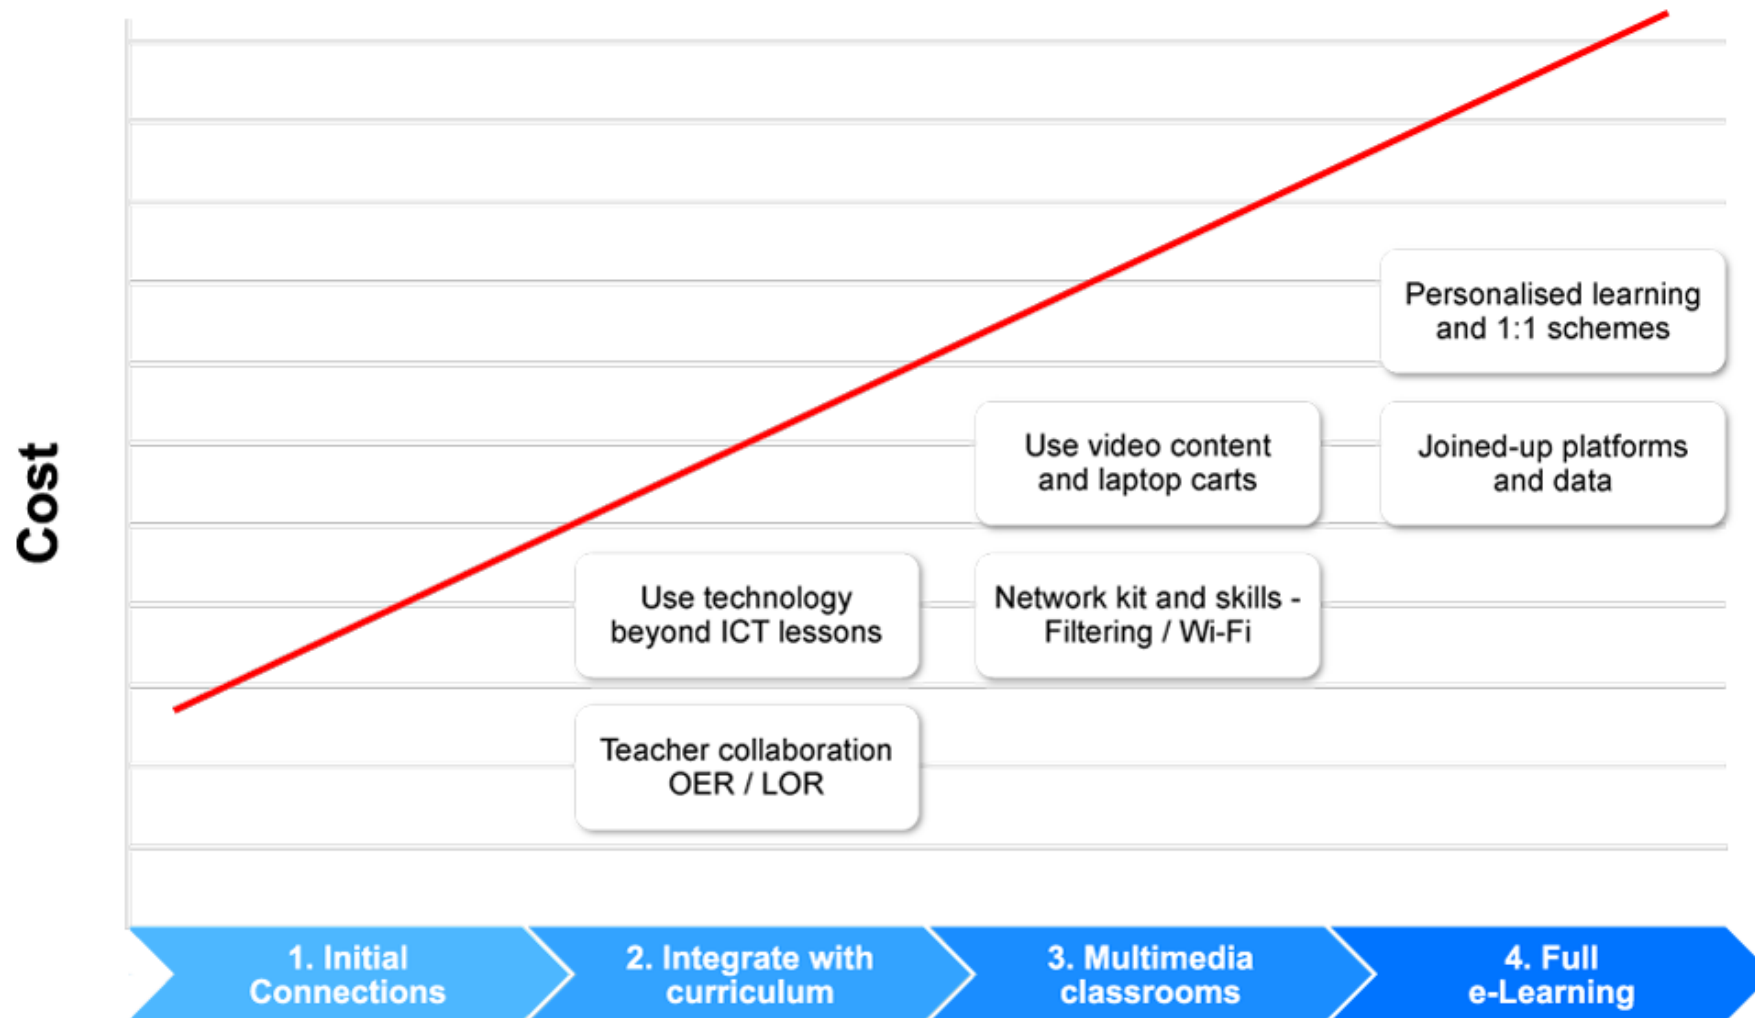 Cost
Personalised learning
and 1:1 schemes
Use video content
and laptop carts
Joined-up platforms
and data
Use technology
beyond ICT lessons
Network kit and skills -
Filtering / Wi-Fi
Teacher collaboration
OER / LOR
1. Initial
Connections
2. Integrate with
curriculum
3. Multimedia
classrooms
4. Full
e-Learning